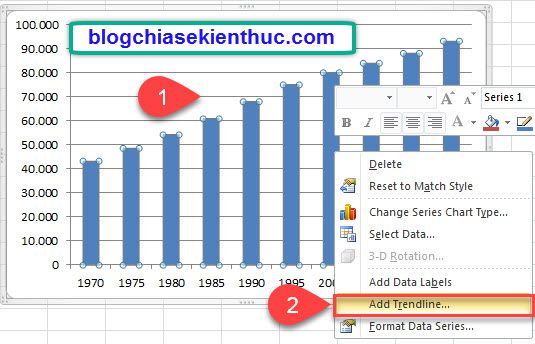 100.000
blogchiasekienthuc.com
90.000
80.000
70.000
60.000
50.000
40.000
30.000
20.000
10.000
0
1970 1975 1980 1985 1990 1995
1
Series 1
B I A
Delete
Reset to Match Style
Change Series Chart Type...
Select Data...
3-D Rotation...
Add Data Labels
2
Add Trendline...
Format Data Series...